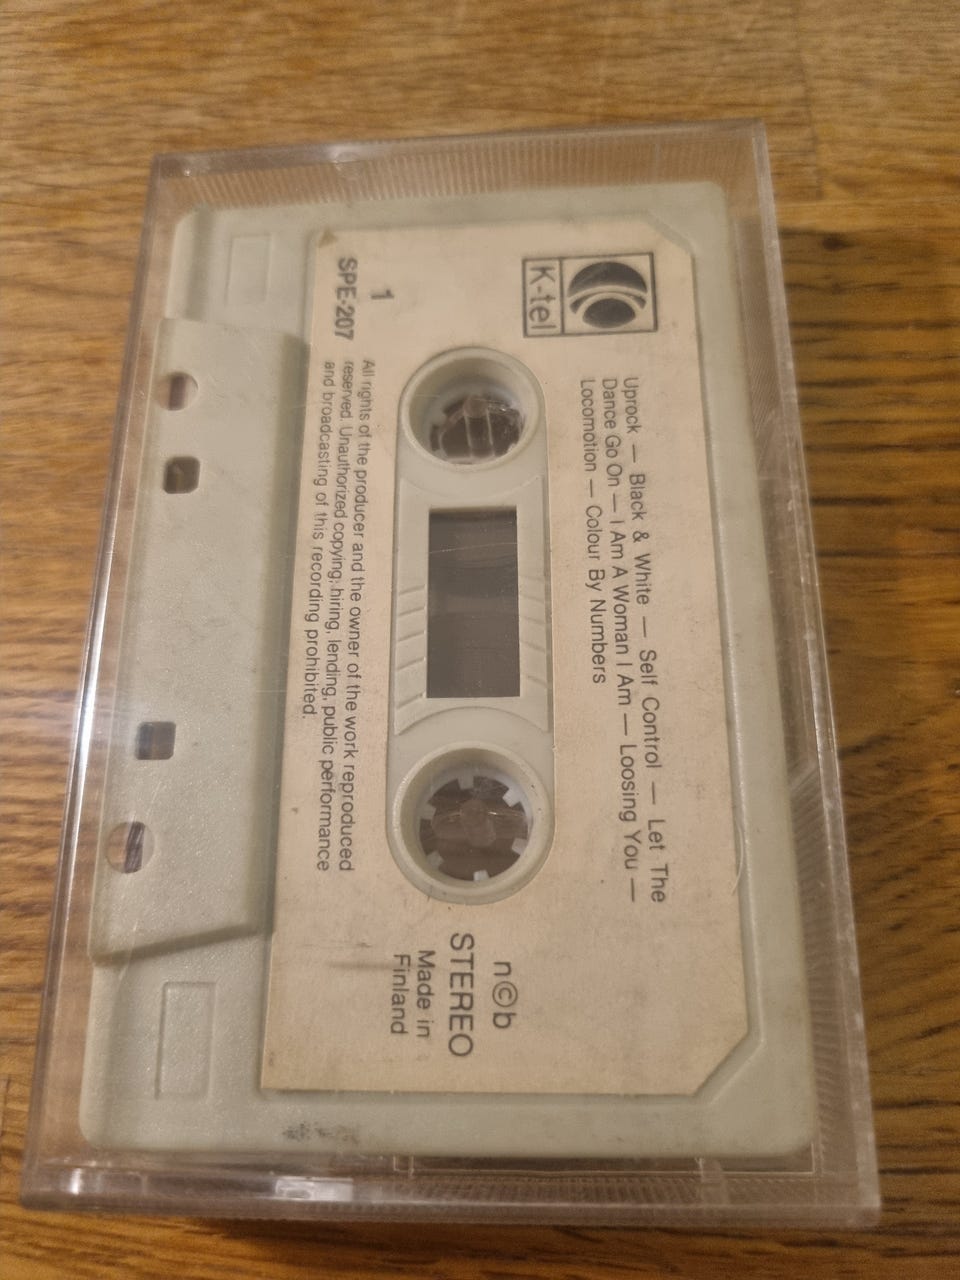 K-tel
Uprock — Black & White — Self Control — Let The
Dance Go On — I Am A Woman I Am — Loosing You —
Locomotion — Colour By Numbers
1
SPE-207
n©b
STEREO
Made in
Finland
All rights of the producer and the owner of the work reproduced
reserved. Unauthorized copying, hiring, lending, public performance
and broadcasting of this recording prohibited.